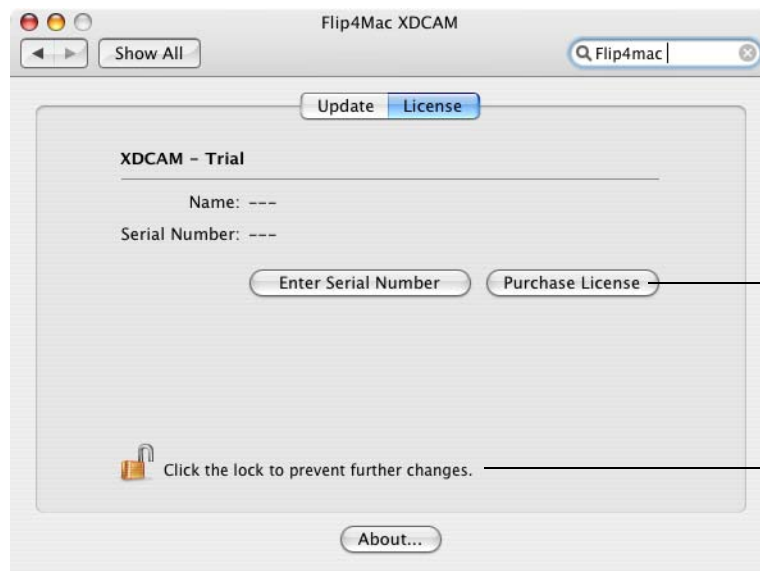 Flip4Mac XDCAM
Show All
Flip4mac
Update License
XDCAM – Trial
Name: ---
Serial Number: ---
Enter Serial Number Purchase License
Click the lock to prevent further changes.
About...